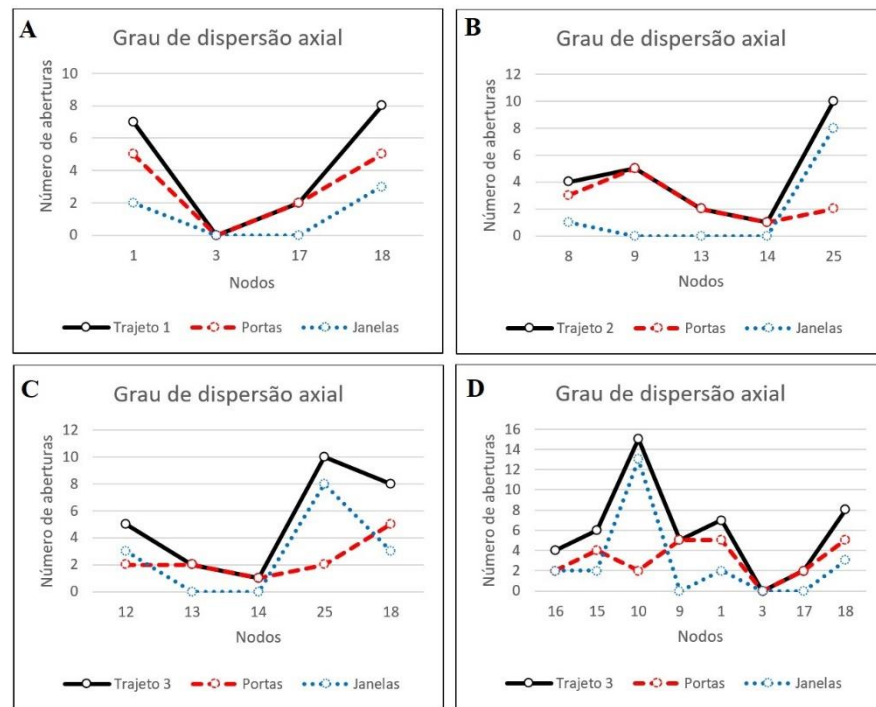 A
Grau de dispersão axial
Número de aberturas
10
8
6
4
2
0
1 3 17 18
Nodos
Trajeto 1 Portas Janelas
B
Grau de dispersão axial
Número de aberturas
12
10
8
6
4
2
0
8 9 13 14 25
Nodos
Trajeto 2 Portas Janelas
C
Grau de dispersão axial
Número de aberturas
12
10
8
6
4
2
0
12 13 14 25 18
Nodos
Trajeto 3 Portas Janelas
D
Grau de dispersão axial
Número de aberturas
16
14
12
10
8
6
4
2
0
16 15 10 9 1 3 17 18
Nodos
Trajeto 3 Portas Janelas